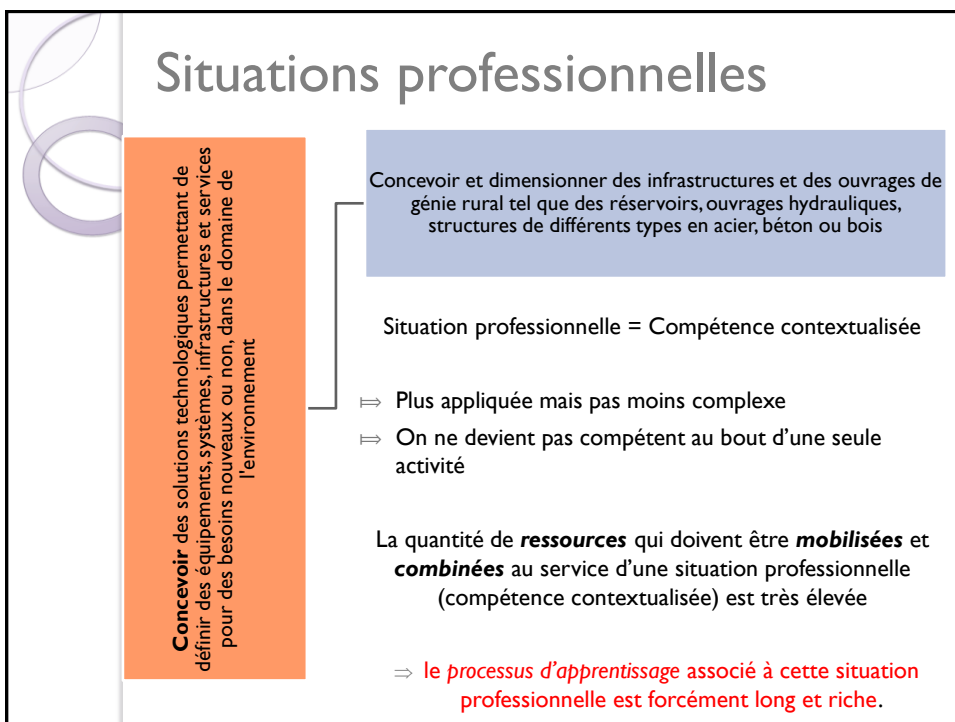 Situations professionnelles
Concevoir des solutions technologiques permettant de
définir des équipements, systèmes, infrastructures et services
pour des besoins nouveaux ou non, dans le domaine de
l'environnement
Concevoir et dimensionner des infrastructures et des ouvrages de
génie rural tel que des réservoirs, ouvrages hydrauliques,
structures de différents types en acier, béton ou bois
Situation professionnelle = Compétence contextualisée
⟾ Plus appliquée mais pas moins complexe
⟾ On ne devient pas compétent au bout d’une seule
activité
La quantité de ressources qui doivent être mobilisées et
combinées au service d’une situation professionnelle
(compétence contextualisée) est très élevée
⇒ le processus d’apprentissage associé à cette situation
professionnelle est forcément long et riche.